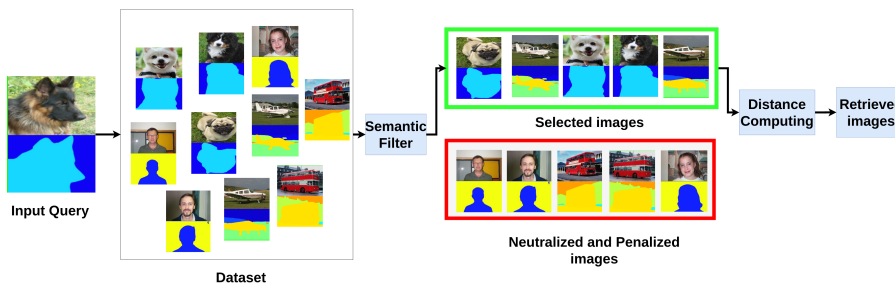 Input Query
Dataset
Semantic
Filter
Selected images
Neutralized and Penalized
images
Distance
Computing
Retrieve
images